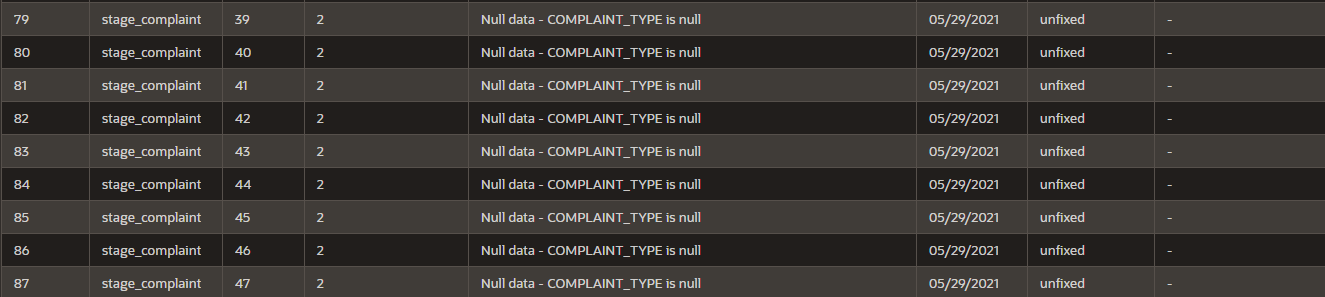 79 stage_complaint 39 2 Null data - COMPLAINT_TYPE is null 05/29/2021 unfixed -
80 stage_complaint 40 2 Null data - COMPLAINT_TYPE is null 05/29/2021 unfixed -
81 stage_complaint 41 2 Null data - COMPLAINT_TYPE is null 05/29/2021 unfixed -
82 stage_complaint 42 2 Null data - COMPLAINT_TYPE is null 05/29/2021 unfixed -
83 stage_complaint 43 2 Null data - COMPLAINT_TYPE is null 05/29/2021 unfixed -
84 stage_complaint 44 2 Null data - COMPLAINT_TYPE is null 05/29/2021 unfixed -
85 stage_complaint 45 2 Null data - COMPLAINT_TYPE is null 05/29/2021 unfixed -
86 stage_complaint 46 2 Null data - COMPLAINT_TYPE is null 05/29/2021 unfixed -
87 stage_complaint 47 2 Null data - COMPLAINT_TYPE is null 05/29/2021 unfixed -